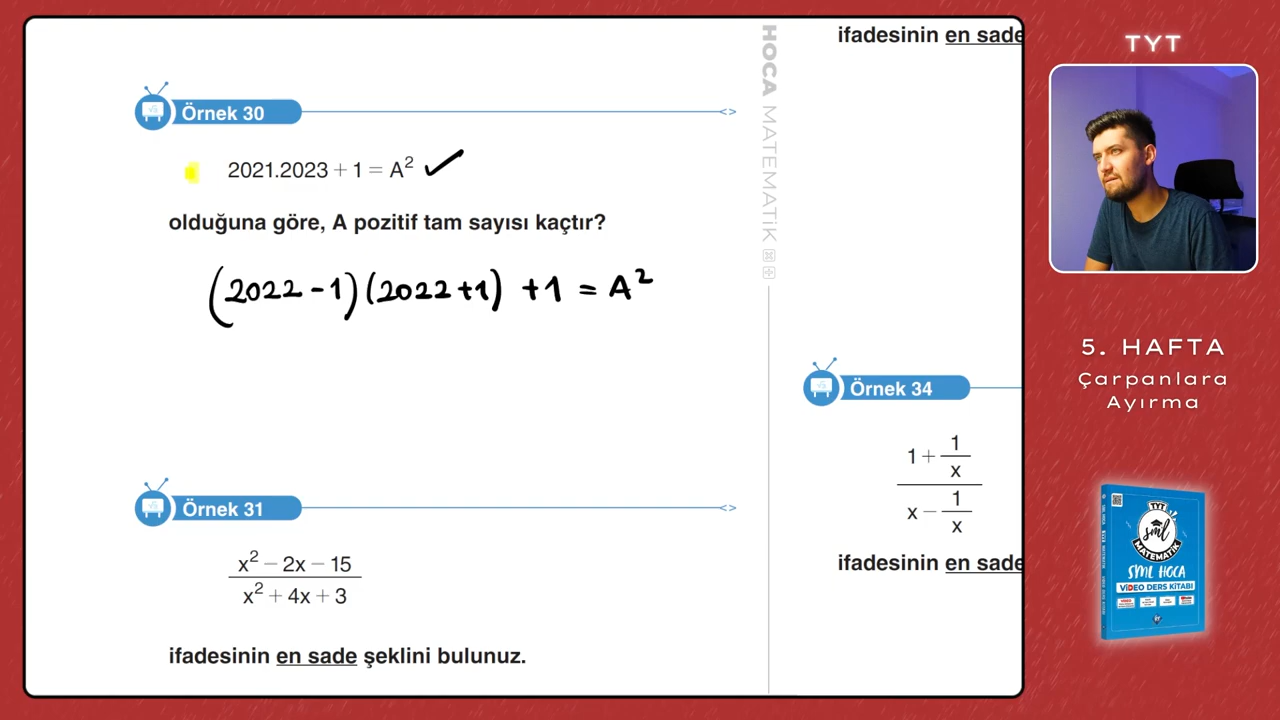 Örnek 30
2021.2023 + 1 = A²
olduğuna göre, A pozitif tam sayısı kaçtır?
(2022 - 1)(2022 + 1) + 1 = A²
Örnek 31
x² − 2x − 15
x² + 4x + 3
ifadesinin en sade şeklini bulunuz.
HOCA MATEMATİK
ifadesinin en sade
Örnek 34
1 + 1
x
x − 1
x
ifadesinin en sade
TYT
5. HAFTA
Çarpanlara
Ayırma
TYT
sml
MATEMATİK
SML HOCA
VİDEO DERS KİTABI